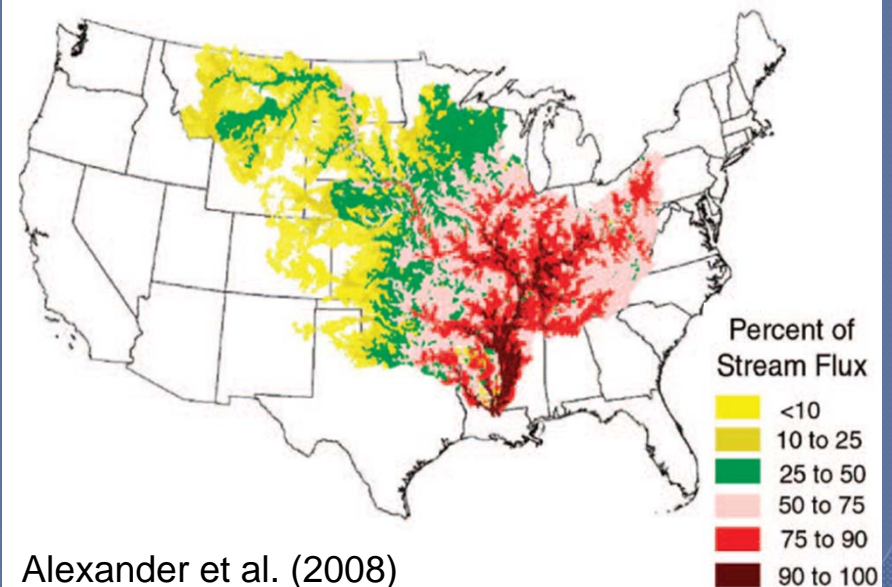 Percent of
Stream Flux
<10
10 to 25
25 to 50
50 to 75
75 to 90
90 to 100
Alexander et al. (2008)